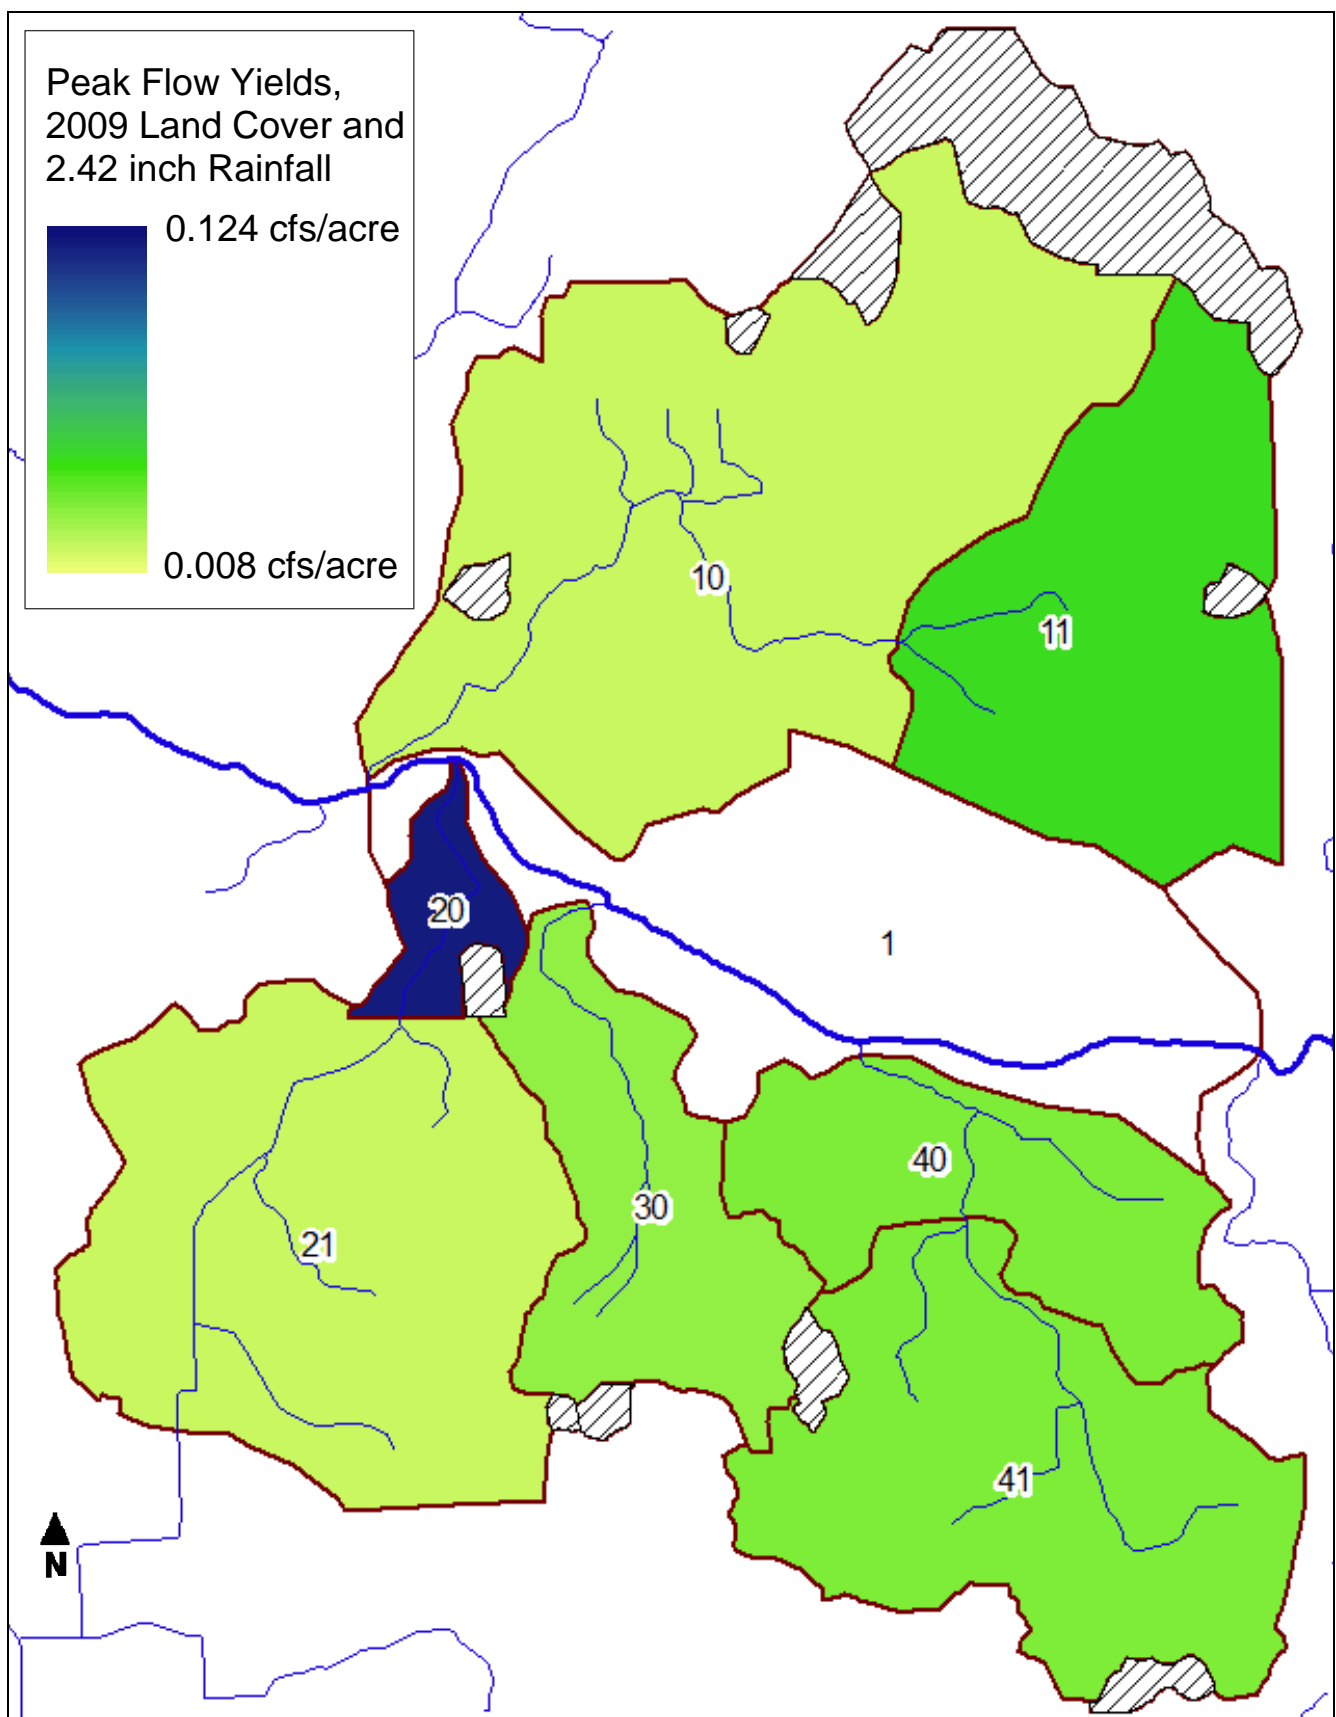 Peak Flow Yields,
2009 Land Cover and
2.42 inch Rainfall
0.124 cfs/acre
0.008 cfs/acre
10
11
20
1
40
30
21
41
N